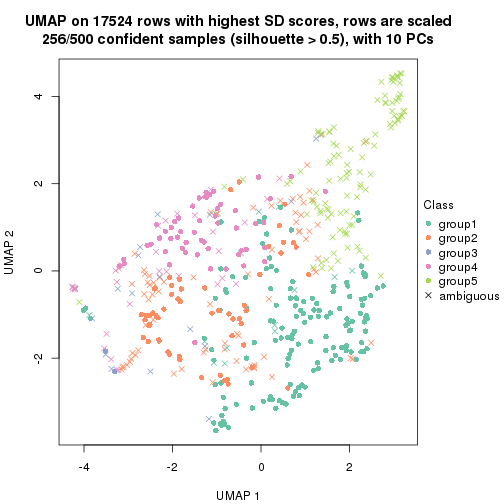 UMAP on 17524 rows with highest SD scores, rows are scaled
256/500 confident samples (silhouette > 0.5), with 10 PCs
4
2
0
-2
UMAP 2
-4
-2
0
2
UMAP 1
Class
group1
group2
group3
group4
group5
ambiguous